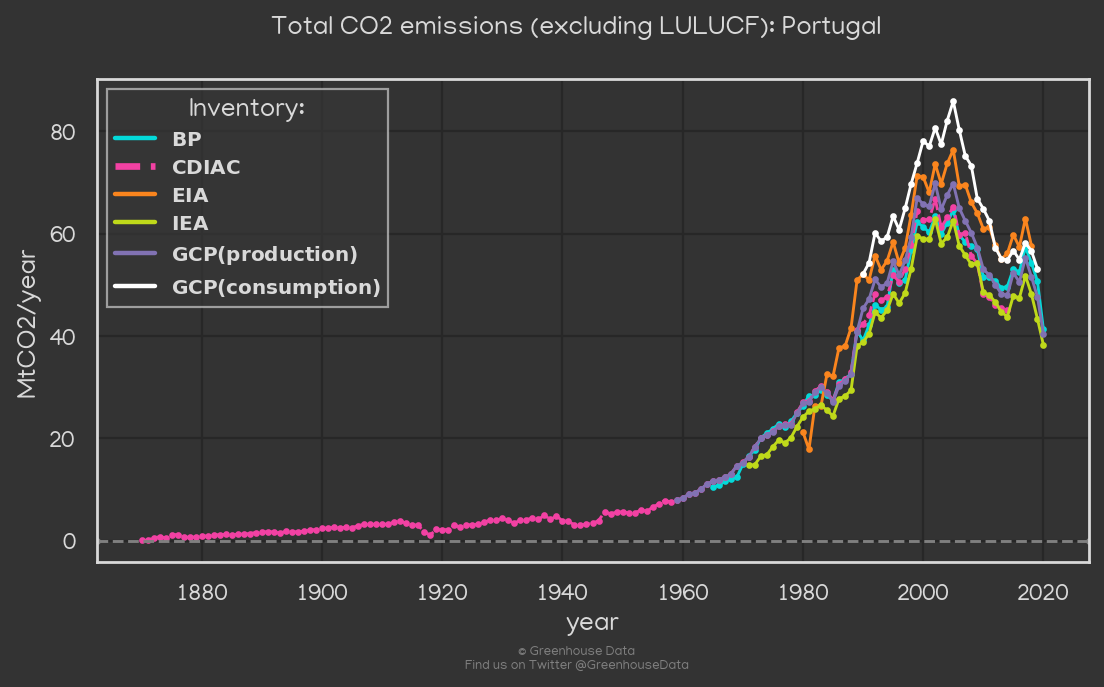 Total CO2 emissions (excluding LULUCF): Portugal
Inventory:
BP
CDIAC
EIA
IEA
GCP(production)
GCP(consumption)
MtCO2/year
80
60
40
20
0
1880 1900 1920 1940 1960 1980 2000 2020
year
© Greenhouse Data
Find us on Twitter @GreenhouseData